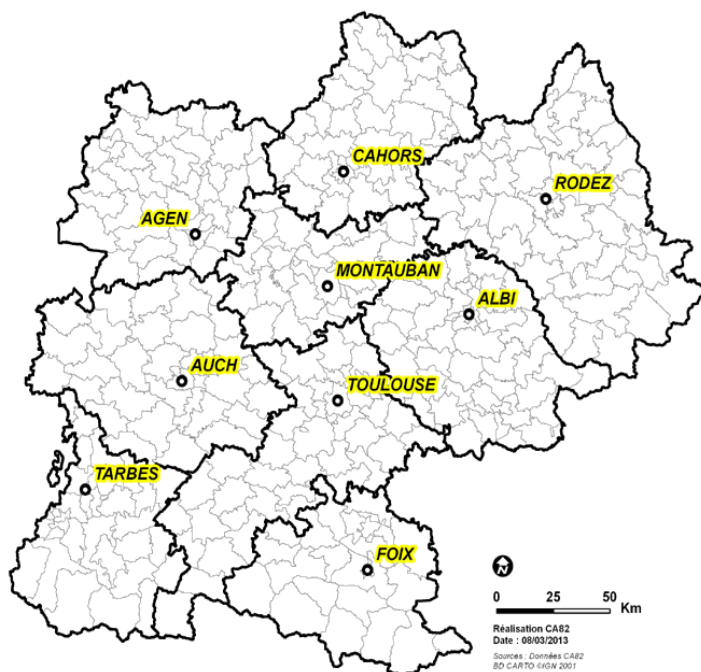 CAHORS
RODEZ
AGEN
MONTAUBAN
ALBI
AUCH
TOULOUSE
TARBES
FOIX
N
0 25 50
Km
Réalisation CA82
Date : 08/03/2013
Sources : Données CA82
BD CARTO ©IGN 2001